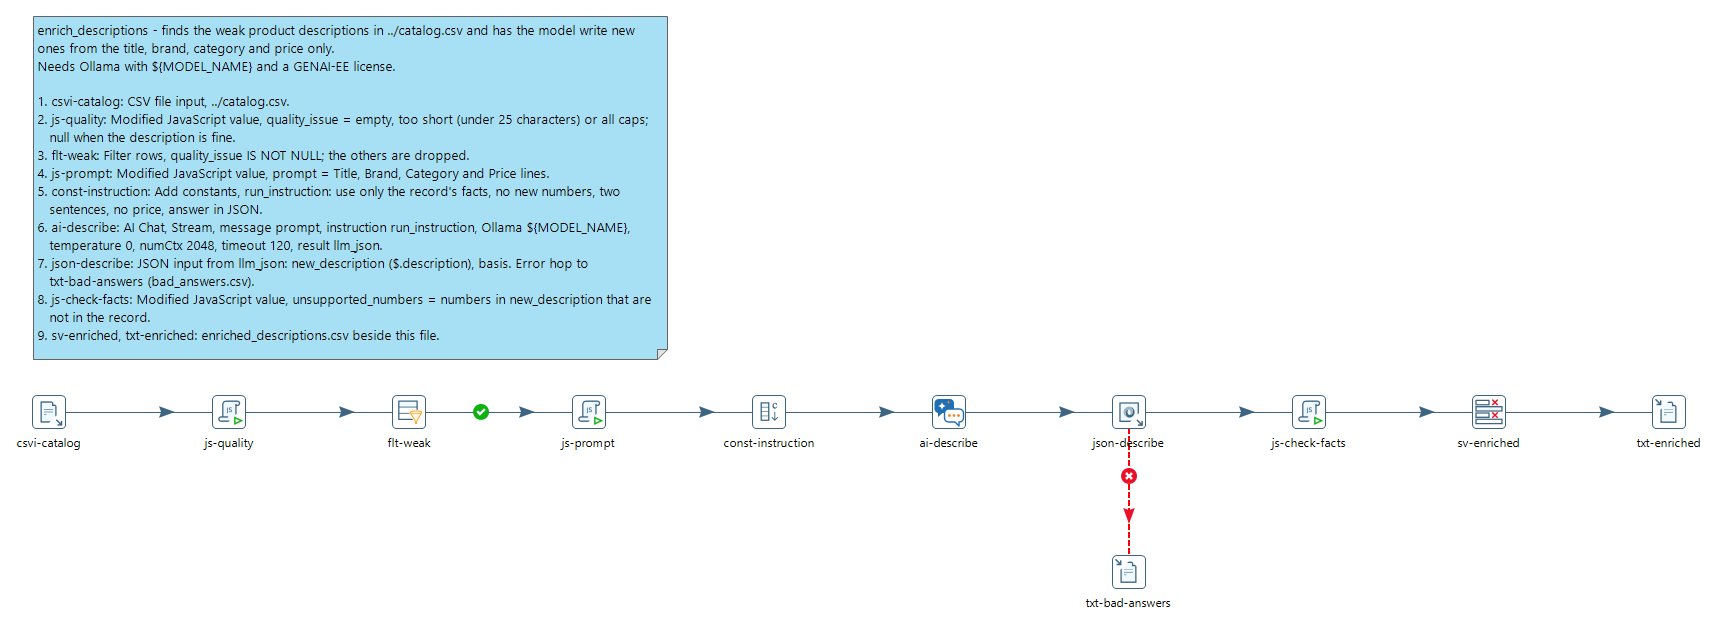 enrich_descriptions - finds the weak product descriptions in ../catalog.csv and has the model write new
ones from the title, brand, category and price only.
Needs Ollama with ${MODEL_NAME} and a GENAI-EE license.
1. csvi-catalog: CSV file input, ../catalog.csv.
2. js-quality: Modified JavaScript value, quality_issue = empty, too short (under 25 characters) or all caps;
null when the description is fine.
3. flt-weak: Filter rows, quality_issue IS NOT NULL; the others are dropped.
4. js-prompt: Modified JavaScript value, prompt = Title, Brand, Category and Price lines.
5. const-instruction: Add constants, run_instruction: use only the record's facts, no new numbers, two
sentences, no price, answer in JSON.
6. ai-describe: AI Chat, Stream, message prompt, instruction run_instruction, Ollama ${MODEL_NAME},
temperature 0, numCtx 2048, timeout 120, result llm_json.
7. json-describe: JSON input from llm_json: new_description ($.description), basis. Error hop to
txt-bad-answers (bad_answers.csv).
8. js-check-facts: Modified JavaScript value, unsupported_numbers = numbers in new_description that are
not in the record.
9. sv-enriched, txt-enriched: enriched_descriptions.csv beside this file.
csvi-catalog
js-quality
flt-weak
js-prompt
const-instruction
ai-describe
json-describe
js-check-facts
sv-enriched
txt-enriched
txt-bad-answers